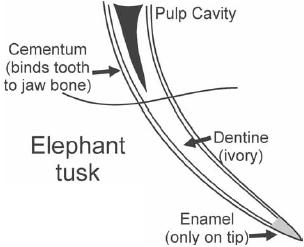 Pulp Cavity
Cementum
(binds tooth
to jaw bone)
Dentine
(ivory)
Elephant
tusk
Enamel
(only on tip)